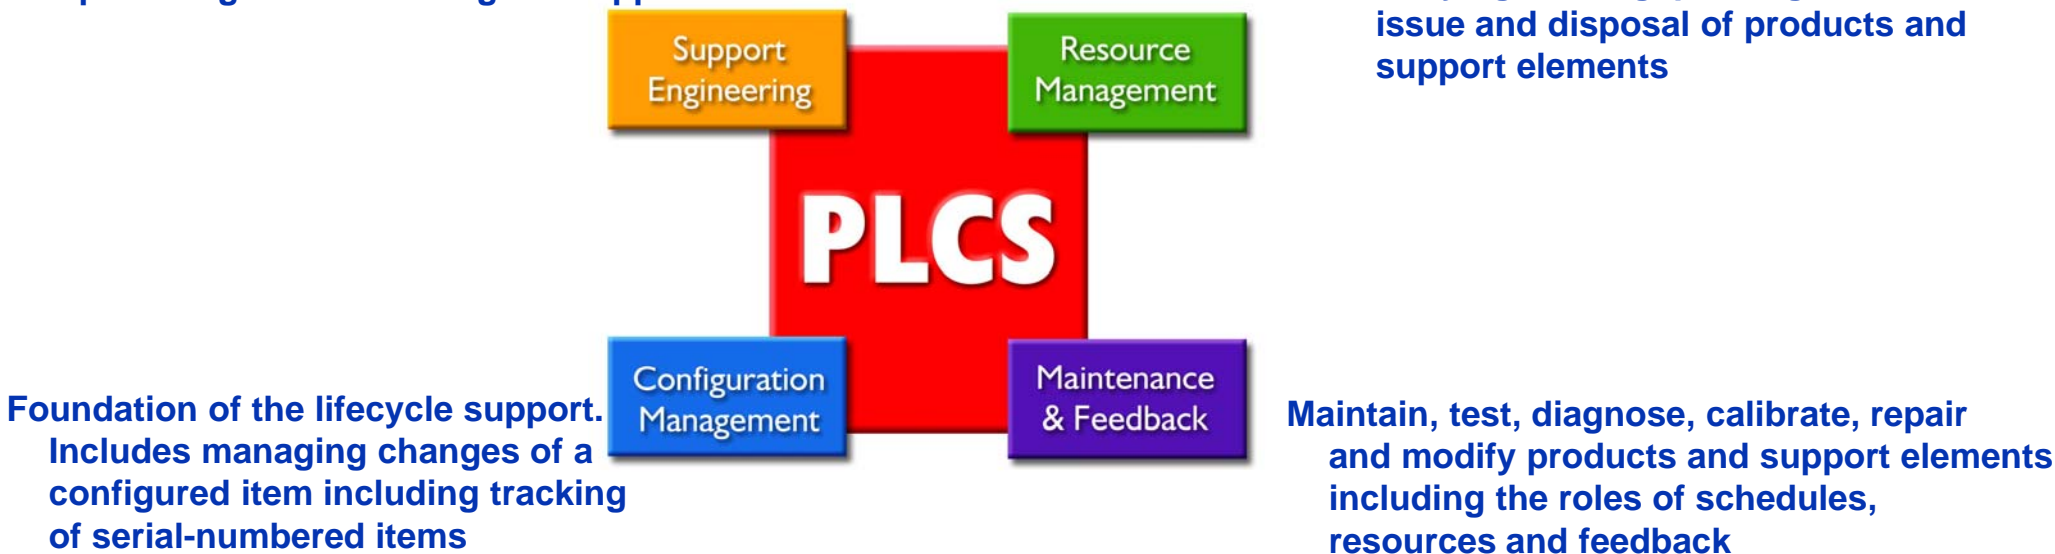 issue and disposal of products and
support elements
Support
Engineering
Resource
Management
PLCS
Configuration
Management
Maintenance
& Feedback
Foundation of the lifecycle support.
Includes managing changes of a
configured item including tracking
of serial-numbered items
Maintain, test, diagnose, calibrate, repair
and modify products and support elements
including the roles of schedules,
resources and feedback